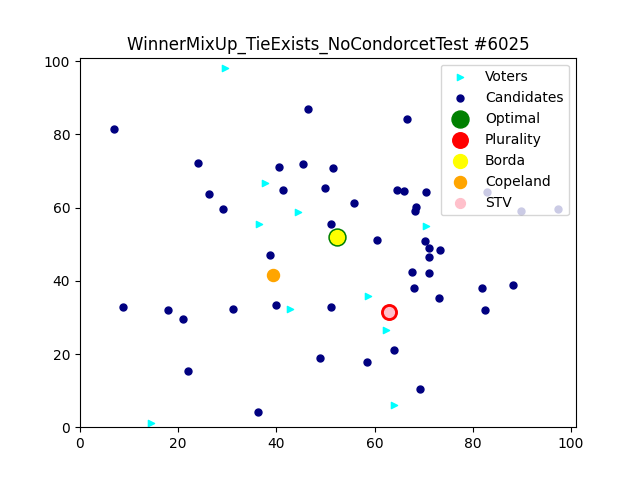 WinnerMixUp_TieExists_NoCondorcetTest #6025
100
80
60
40
20
0
0 20 40 60 80 100
Voters
Candidates
Optimal
Plurality
Borda
Copeland
STV